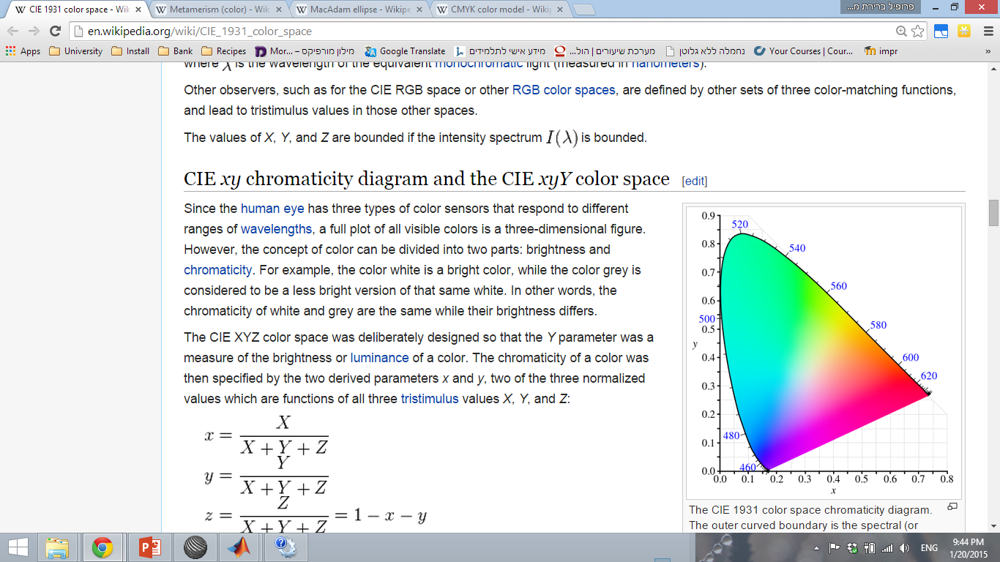 CIE 1931 color space - Wik
Metamerism (color) - Wik
MacAdam ellipse - Wikipe
CMYK color model - Wikip
פרופיל ברירת מ...
en.wikipedia.org/wiki/CIE_1931_color_space
Apps University Install Bank Recipes Mor... – מילון מורפיקס Google Translate מידע אישי לתלמידים מערכת שיעורים | הול... נחמלה ללא גלוטן Your Courses | Cour... impr »
where λ is the wavelength of the equivalent monochromatic light (measured in nanometers).
Other observers, such as for the CIE RGB space or other RGB color spaces, are defined by other sets of three color-matching functions,
and lead to tristimulus values in those other spaces.
The values of X, Y, and Z are bounded if the intensity spectrum I(λ) is bounded.
CIE xy chromaticity diagram and the CIE xyY color space [edit]
Since the human eye has three types of color sensors that respond to different
ranges of wavelengths, a full plot of all visible colors is a three-dimensional figure.
However, the concept of color can be divided into two parts: brightness and
chromaticity. For example, the color white is a bright color, while the color grey is
considered to be a less bright version of that same white. In other words, the
chromaticity of white and grey are the same while their brightness differs.
The CIE XYZ color space was deliberately designed so that the Y parameter was a
measure of the brightness or luminance of a color. The chromaticity of a color was
then specified by the two derived parameters x and y, two of the three normalized
values which are functions of all three tristimulus values X, Y, and Z:
x = X / (X + Y + Z)
y = Y / (X + Y + Z)
z = Z / (X + Y + Z) = 1 − x − y
0.9
520
0.8
540
0.7
560
0.6
500
580
0.5
y
0.4
600
620
0.3
0.2
480
0.1
460
0.0
0.0 0.1 0.2 0.3 0.4 0.5 0.6 0.7 0.8
x
The CIE 1931 color space chromaticity diagram.
The outer curved boundary is the spectral (or
ENG
9:44 PM
1/20/2015